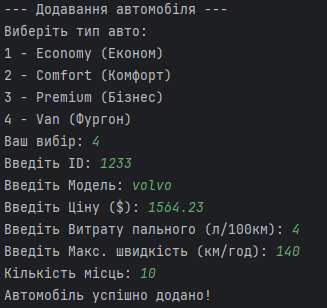 --- Додавання автомобіля ---
Виберіть тип авто:
1 - Economy (Економ)
2 - Comfort (Комфорт)
3 - Premium (Бізнес)
4 - Van (Фургон)
Ваш вибір: 4
Введіть ID: 1233
Введіть Модель: volvo
Введіть Ціну ($): 1564.23
Введіть Витрату пального (л/100км): 4
Введіть Макс. швидкість (км/год): 140
Кількість місць: 10
Автомобіль успішно додано!